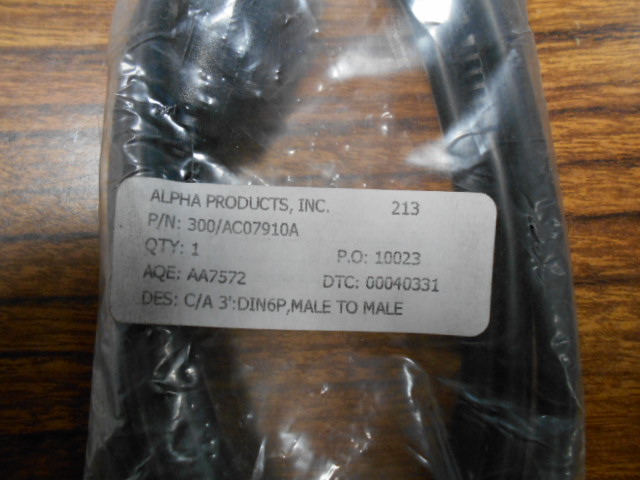 ALPHA PRODUCTS, INC. 213
P/N: 300/AC07910A
QTY: 1 P.O: 10023
AQE: AA7572 DTC: 00040331
DES: C/A 3':DIN6P,MALE TO MALE